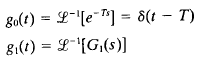 g₀(t) = ℒ⁻¹[e⁻ᵀˢ] = δ(t − T)
g₁(t) = ℒ⁻¹[G₁(s)]